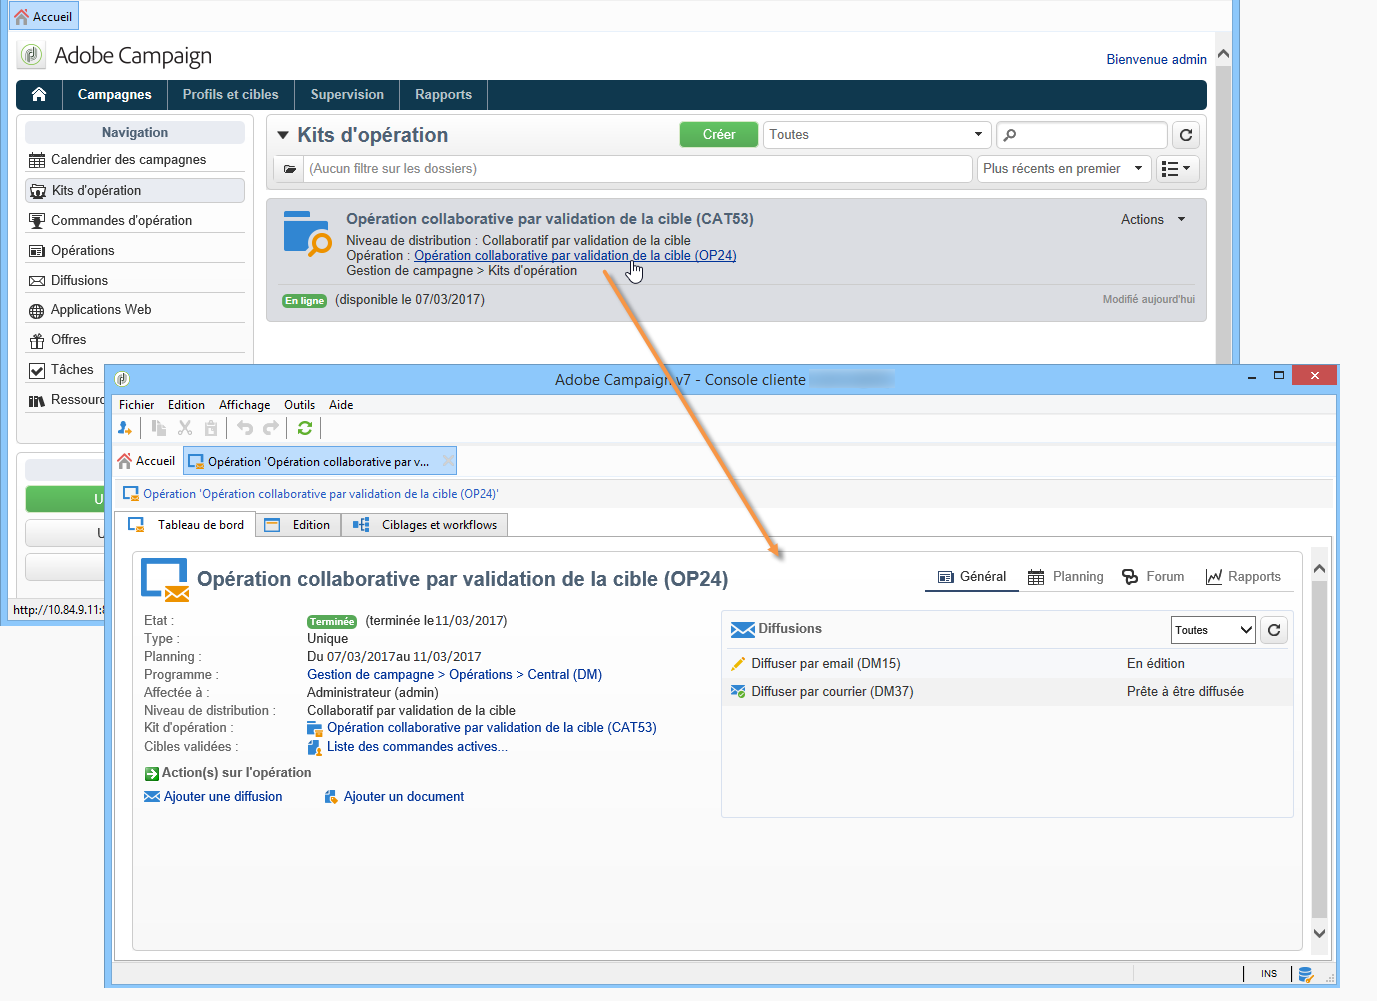 Accueil
Adobe Campaign
Bienvenue admin
Campagnes
Profils et cibles
Supervision
Rapports
Navigation
Calendrier des campagnes
Kits d'opération
Commandes d'opération
Opérations
Diffusions
Applications Web
Offres
Tâches
Ressourc
U
U
http://10.84.9.11:8
Kits d'opération
Créer
Toutes
(Aucun filtre sur les dossiers)
Plus récents en premier
Opération collaborative par validation de la cible (CAT53)
Actions
Niveau de distribution : Collaboratif par validation de la cible
Opération : Opération collaborative par validation de la cible (OP24)
Gestion de campagne > Kits d'opération
En ligne (disponible le 07/03/2017)
Modifié aujourd'hui
Adobe Campaign v7 - Console cliente
Fichier Edition Affichage Outils Aide
Accueil
Opération 'Opération collaborative par v...
Opération 'Opération collaborative par validation de la cible (OP24)'
Tableau de bord
Edition
Ciblages et workflows
Opération collaborative par validation de la cible (OP24)
Général
Planning
Forum
Rapports
Etat : Terminée (terminée le11/03/2017)
Type : Unique
Planning : Du 07/03/2017au 11/03/2017
Programme : Gestion de campagne > Opérations > Central (DM)
Affectée à : Administrateur (admin)
Niveau de distribution : Collaboratif par validation de la cible
Kit d'opération : Opération collaborative par validation de la cible (CAT53)
Cibles validées : Liste des commandes actives...
Action(s) sur l'opération
Ajouter une diffusion
Ajouter un document
Diffusions
Toutes
Diffuser par email (DM15) En édition
Diffuser par courrier (DM37) Prête à être diffusée
INS